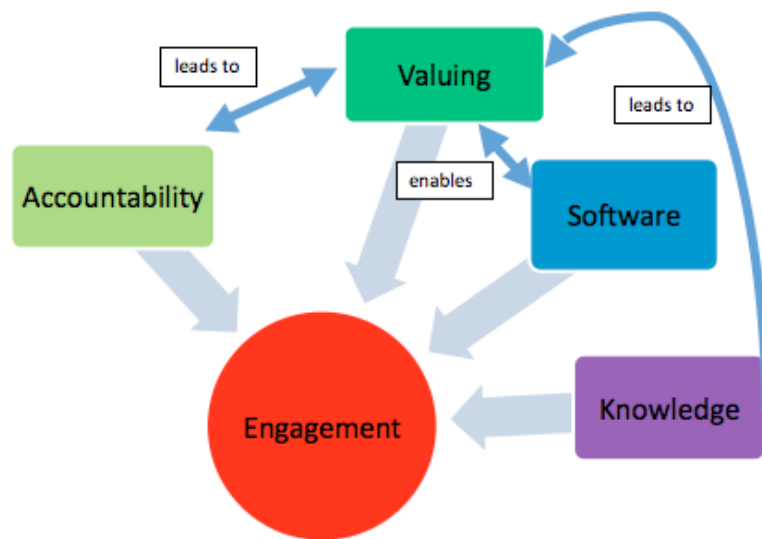 leads to
Valuing
leads to
Accountability
enables
Software
Knowledge
Engagement